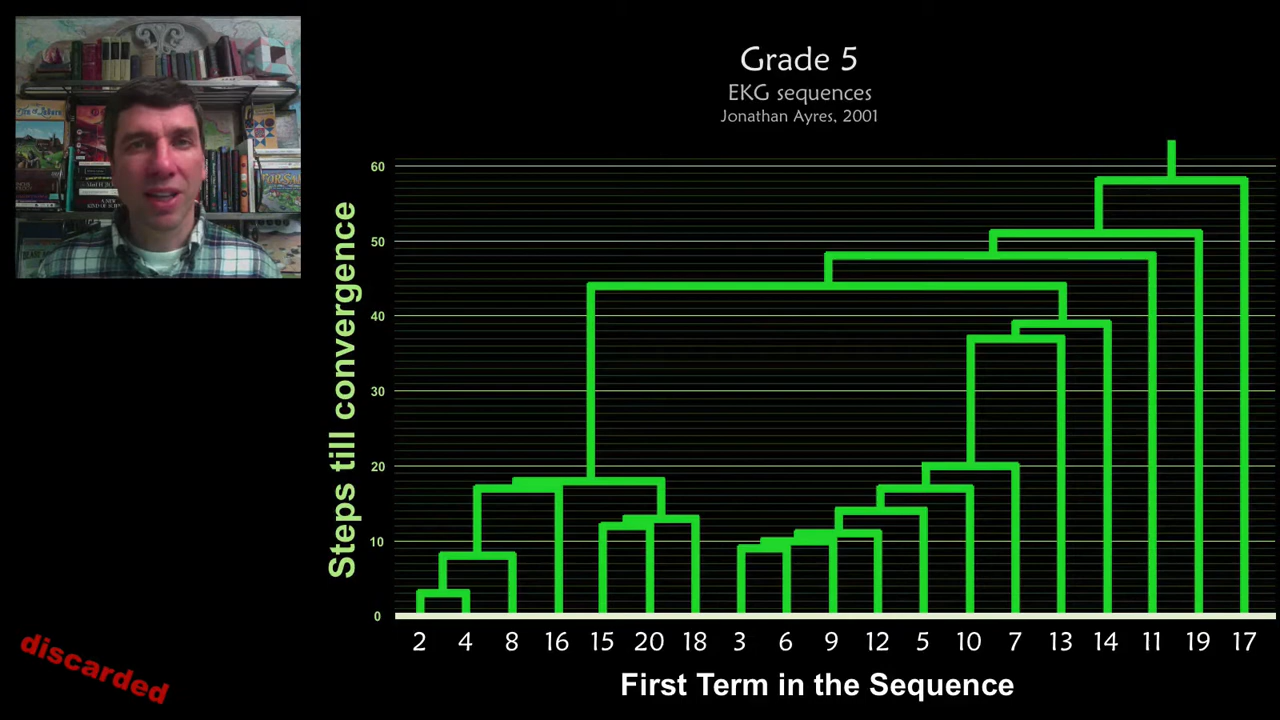 Grade 5
EKG sequences
Jonathan Ayres, 2001
Steps till convergence
60
50
40
30
20
10
0
2 4 8 16 15 20 18 3 6 9 12 5 10 7 13 14 11 19 17
First Term in the Sequence
discarded